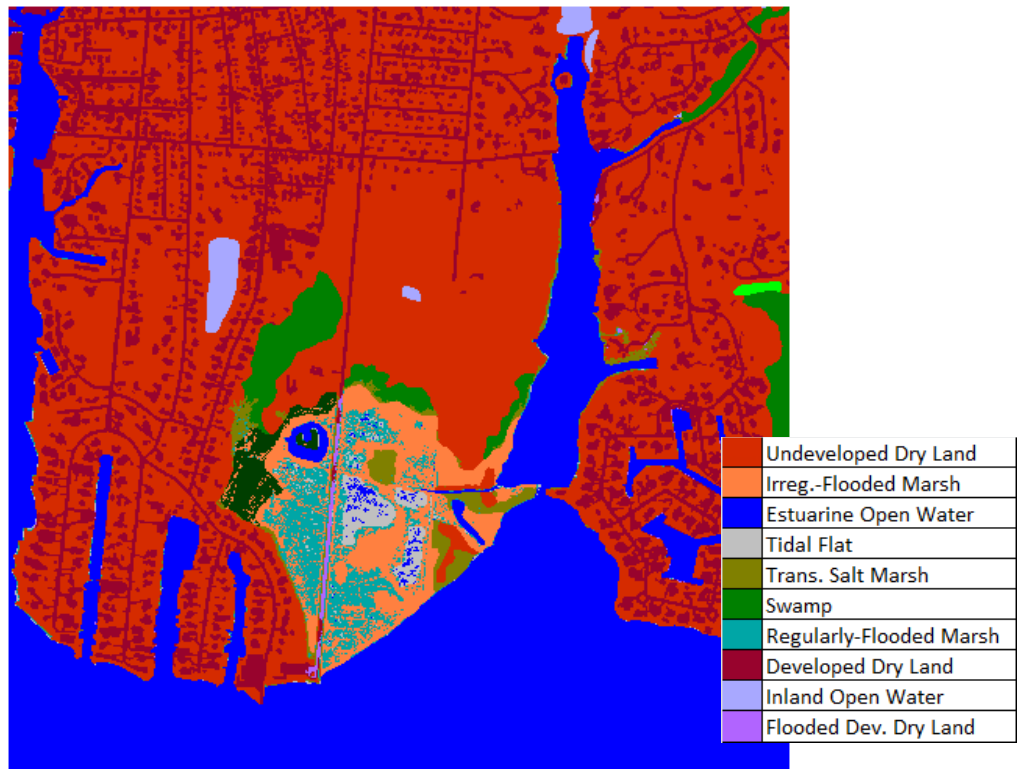 Undeveloped Dry Land
Irreg.-Flooded Marsh
Estuarine Open Water
Tidal Flat
Trans. Salt Marsh
Swamp
Regularly-Flooded Marsh
Developed Dry Land
Inland Open Water
Flooded Dev. Dry Land